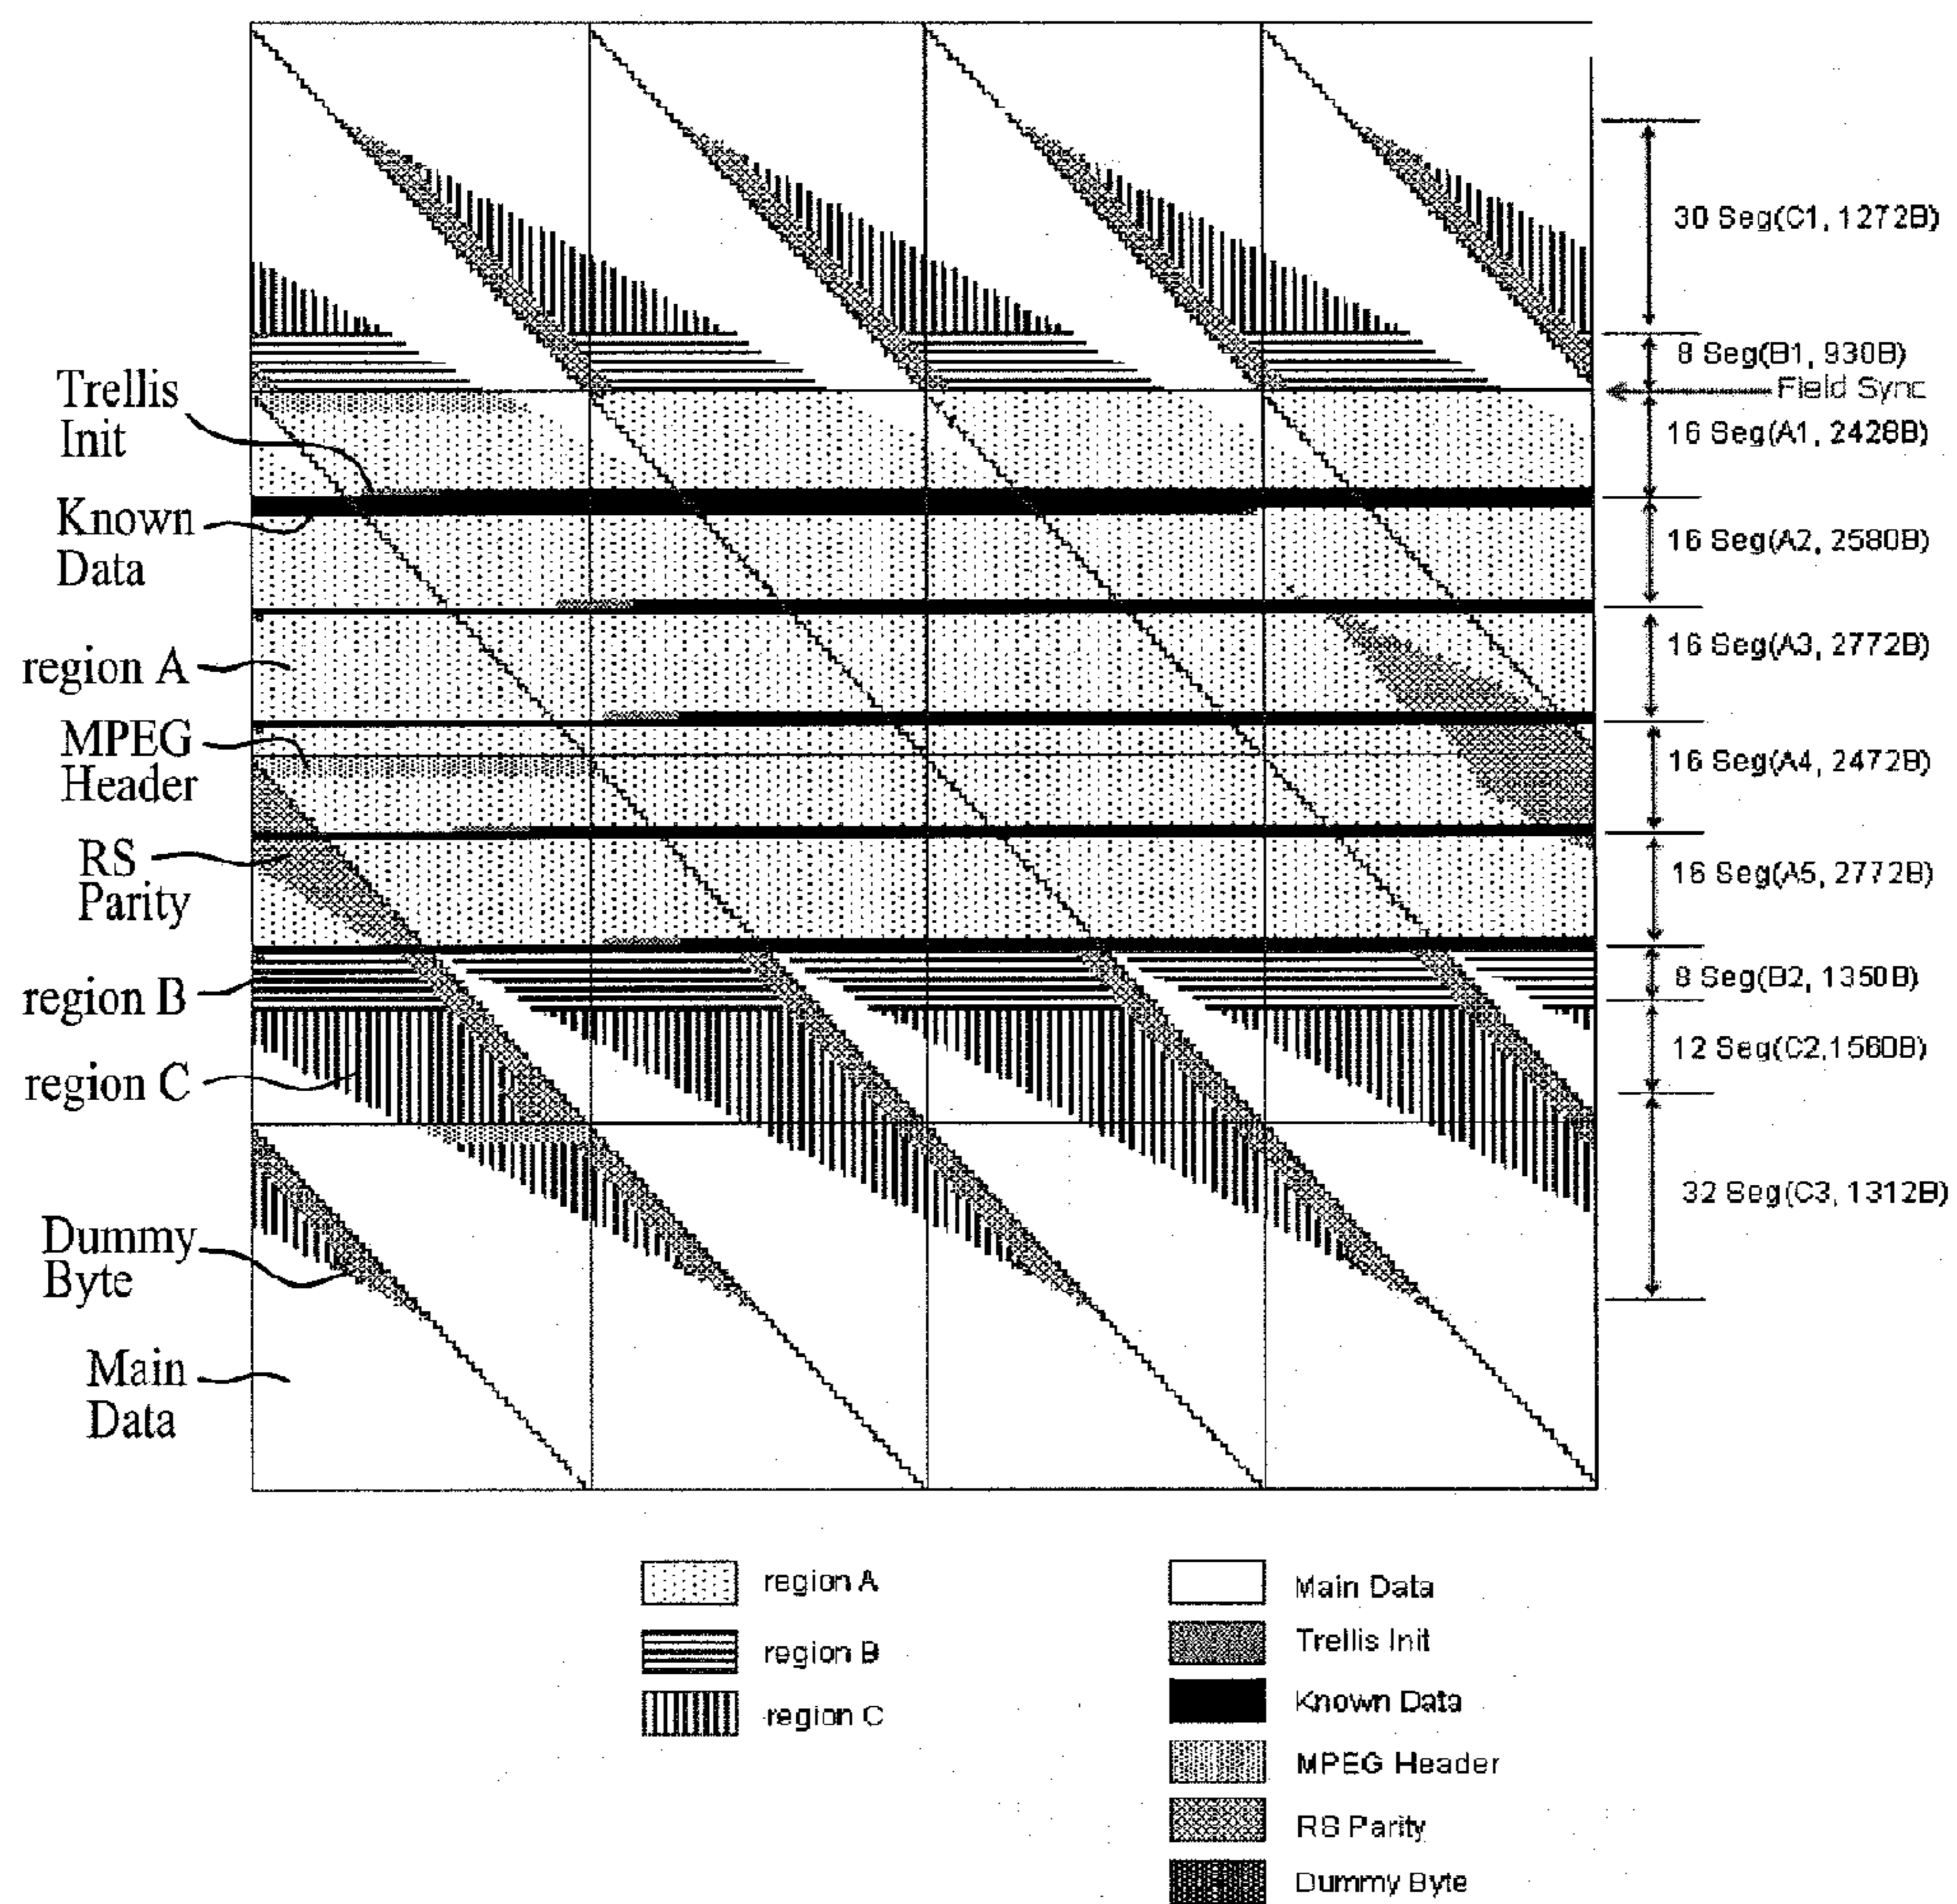 Trellis
Init
Known
Data
region A
MPEG
Header
RS
Parity
region B
region C
Dummy
Byte
Main
Data
30 Seg(C1, 1272B)
8 Seg(B1, 930B)
Field Sync
16 Seg(A1, 2428B)
16 Seg(A2, 2580B)
16 Seg(A3, 2772B)
16 Seg(A4, 2472B)
16 Seg(A5, 2772B)
8 Seg(B2, 1350B)
12 Seg(C2,1560B)
32 Seg(C3, 1312B)
region A
region B
region C
Main Data
Trellis Init
Known Data
MPEG Header
RS Parity
Dummy Byte